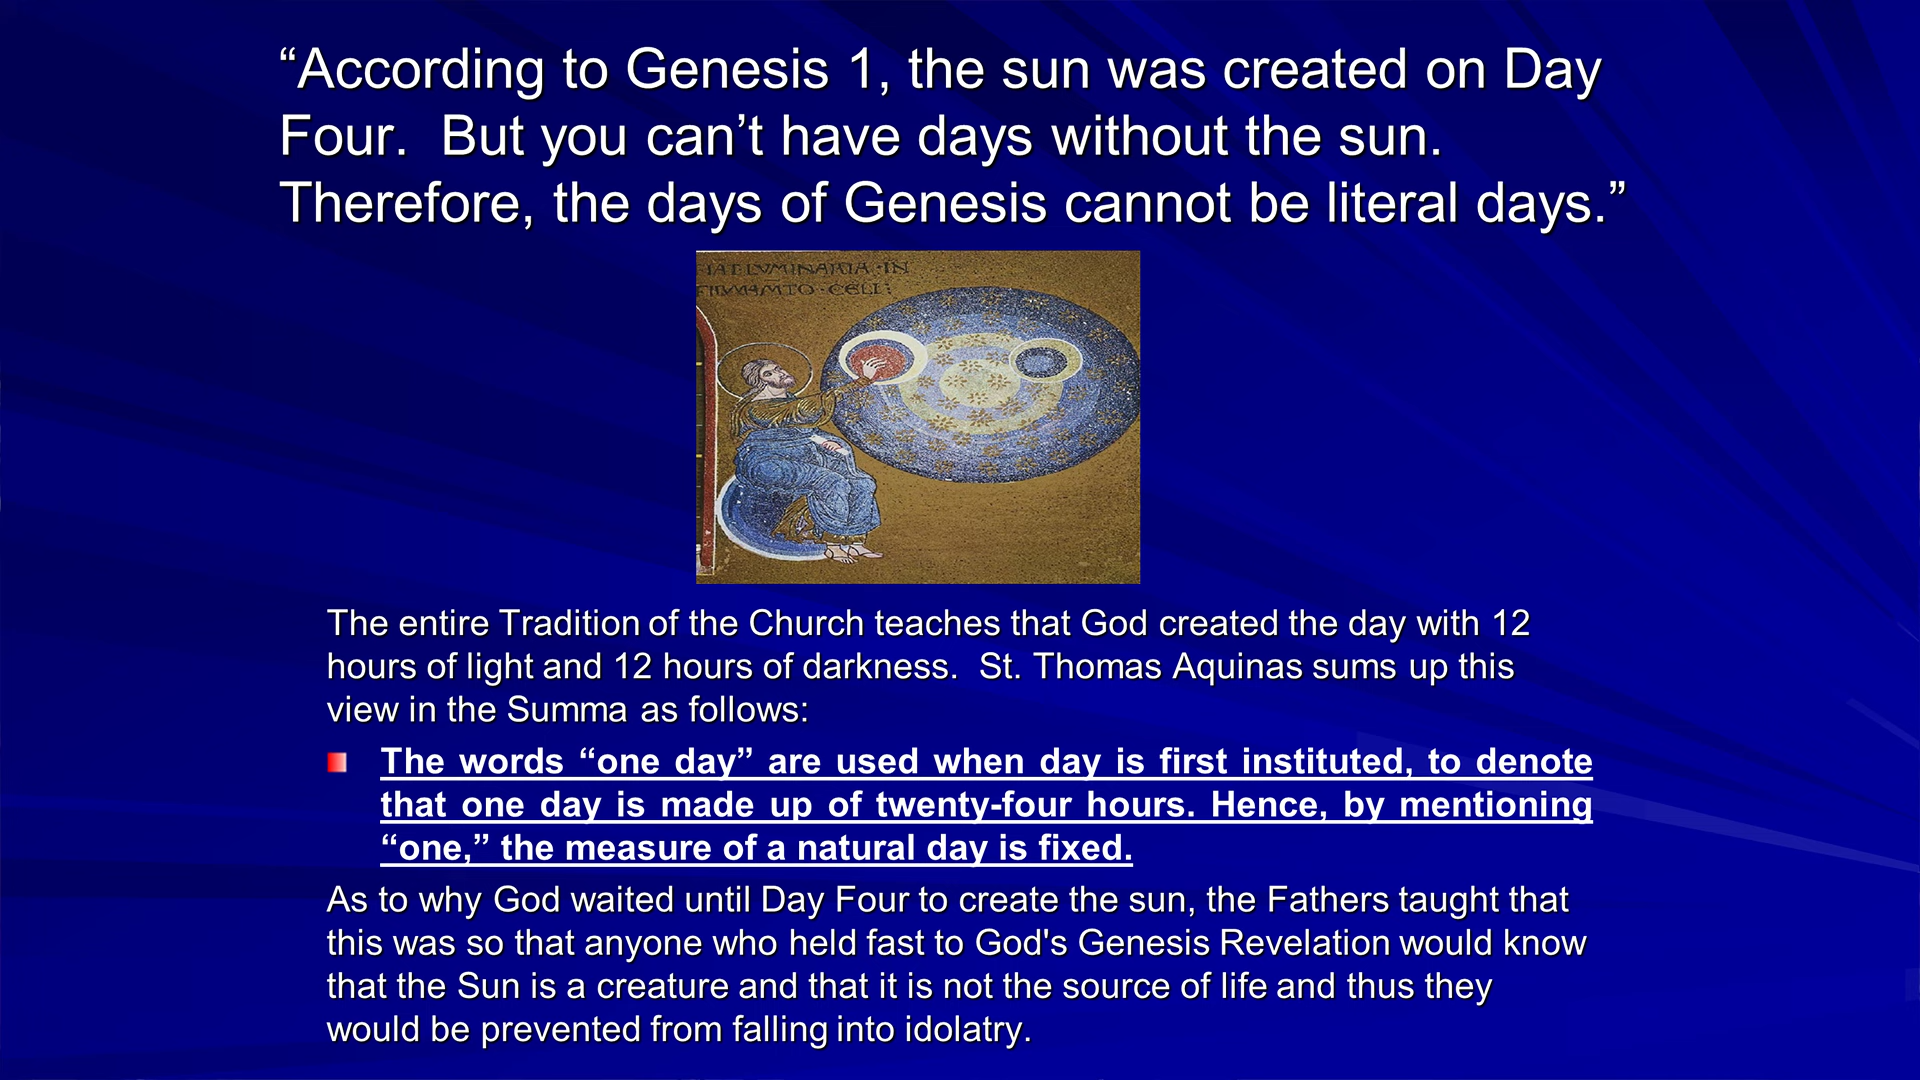 “According to Genesis 1, the sun was created on Day
Four.  But you can’t have days without the sun.
Therefore, the days of Genesis cannot be literal days.”
FIAT LVMINARIA · IN
FIRMAMTO · CELI :
The entire Tradition of the Church teaches that God created the day with 12
hours of light and 12 hours of darkness.  St. Thomas Aquinas sums up this
view in the Summa as follows:
The words “one day” are used when day is first instituted, to denote
that one day is made up of twenty-four hours. Hence, by mentioning
“one,” the measure of a natural day is fixed.
As to why God waited until Day Four to create the sun, the Fathers taught that
this was so that anyone who held fast to God's Genesis Revelation would know
that the Sun is a creature and that it is not the source of life and thus they
would be prevented from falling into idolatry.